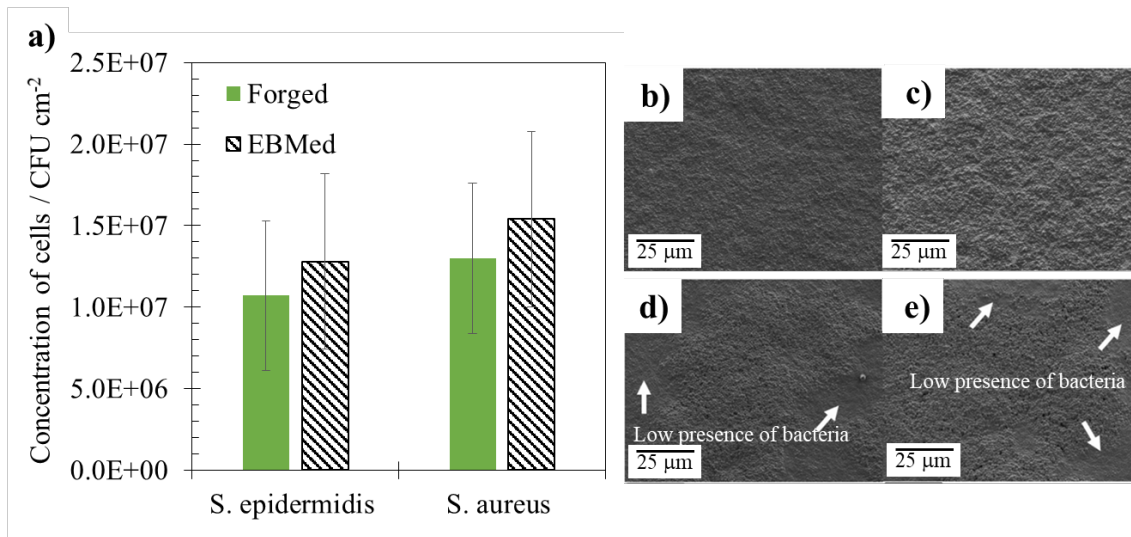 a)
Concentration of cells / CFU cm⁻²
2.5E+07
2.0E+07
1.5E+07
1.0E+07
5.0E+06
0.0E+00
Forged
EBMed
S. epidermidis
S. aureus
b)
25 μm
c)
25 μm
d)
Low presence of bacteria
25 μm
e)
Low presence of bacteria
25 μm